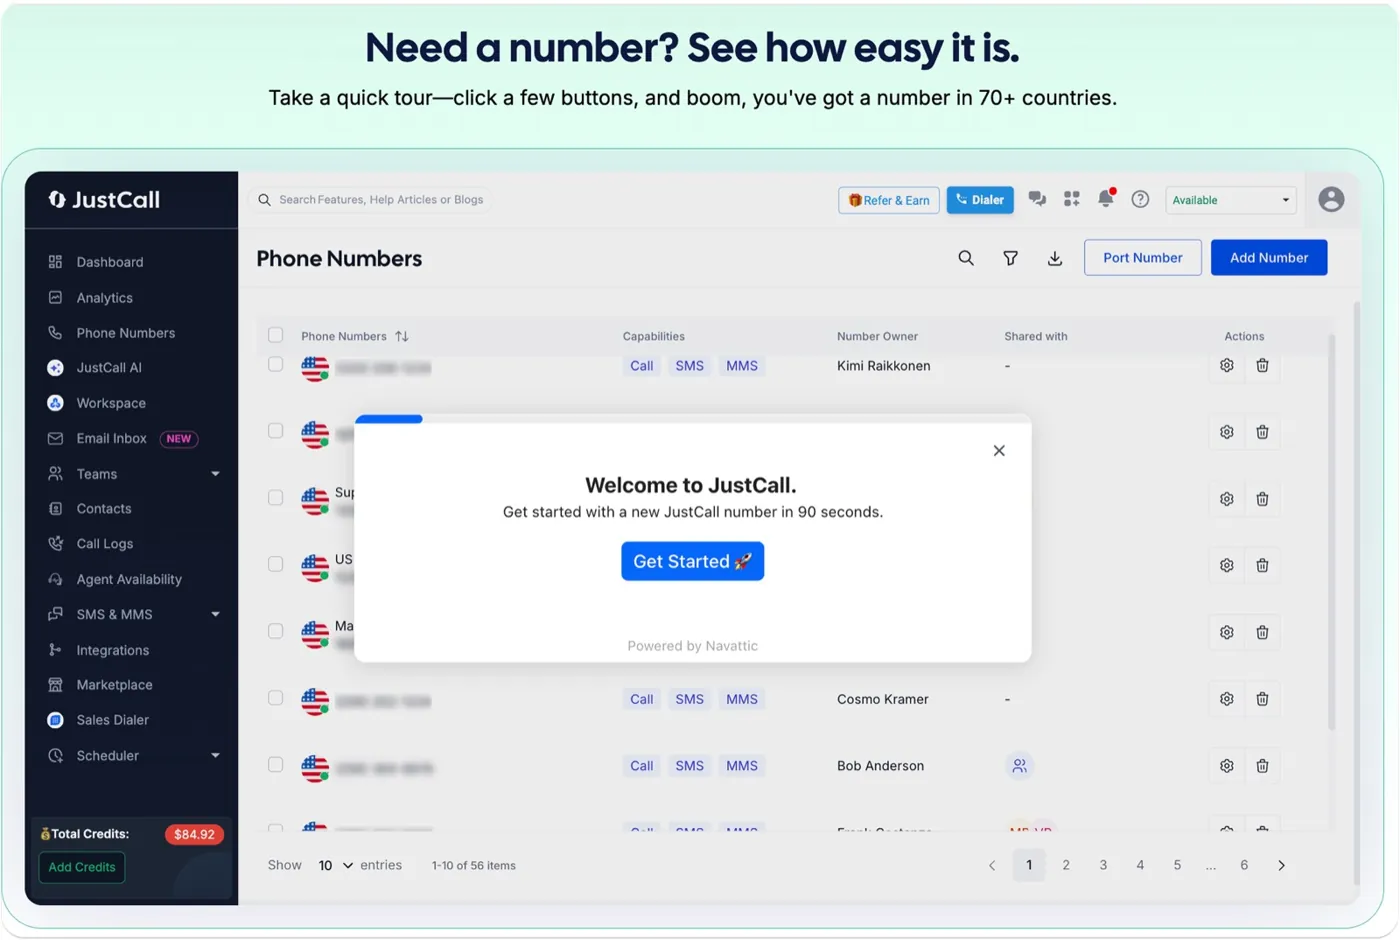 Need a number? See how easy it is.
Take a quick tour—click a few buttons, and boom, you've got a number in 70+ countries.
JustCall
Search Features, Help Articles or Blogs
Refer & Earn
Dialer
Available
Dashboard
Analytics
Phone Numbers
JustCall AI
Workspace
Email Inbox NEW
Teams
Contacts
Call Logs
Agent Availability
SMS & MMS
Integrations
Marketplace
Sales Dialer
Scheduler
Total Credits: $84.92
Add Credits
Phone Numbers
Port Number
Add Number
Phone Numbers Capabilities Number Owner Shared with Actions
Call SMS MMS Kimi Raikkonen -
Sup
US
Ma
Welcome to JustCall.
Get started with a new JustCall number in 90 seconds.
Get Started
Powered by Navattic
Call SMS MMS Cosmo Kramer -
Call SMS MMS Bob Anderson
Call SMS MMS
Show 10 entries 1-10 of 56 items
1 2 3 4 5 ... 6